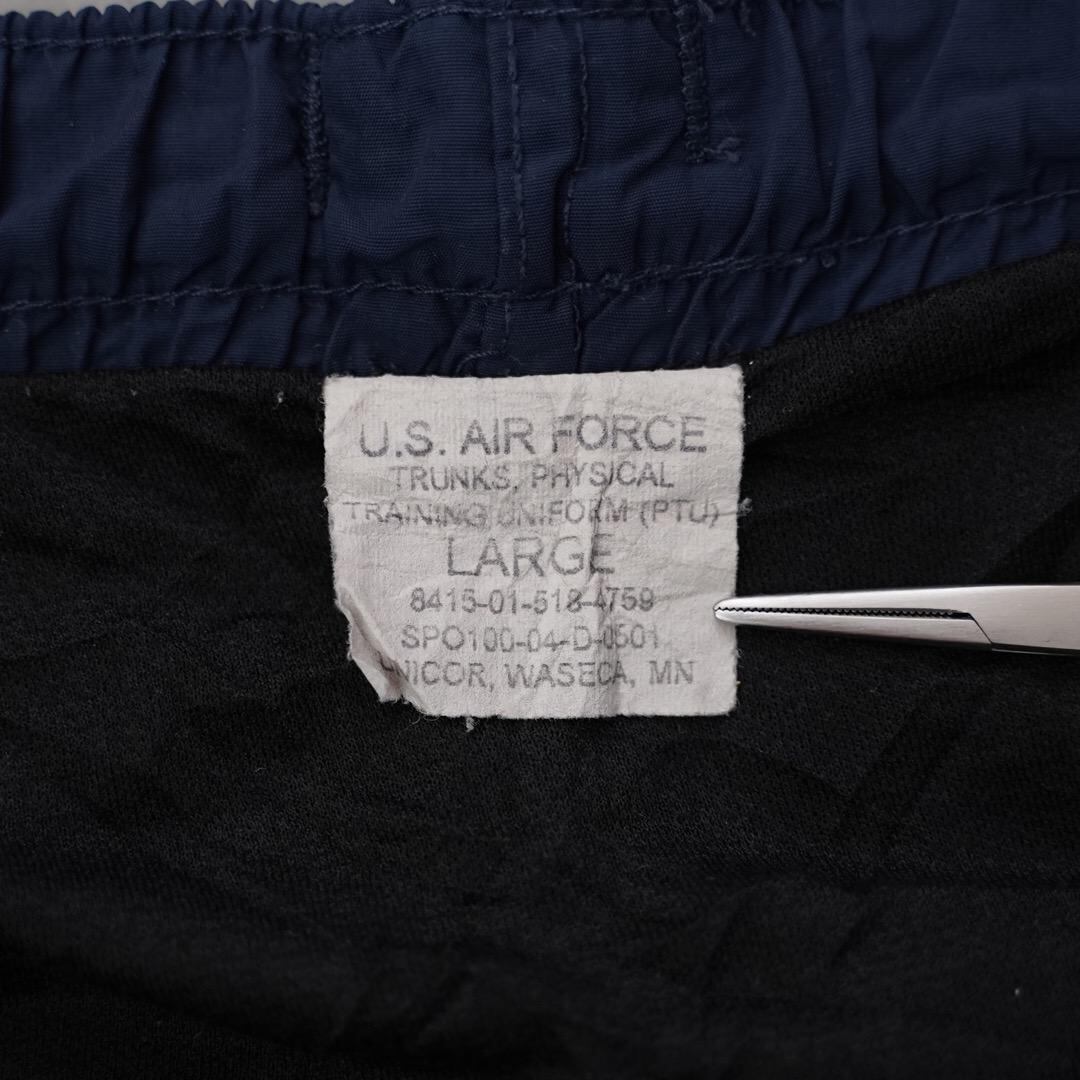 U.S. AIR FORCE
TRUNKS, PHYSICAL
TRAINING UNIFORM (PTU)
LARGE
8415-01-518-4759
SPO100-04-D-0501
UNICOR, WASECA, MN